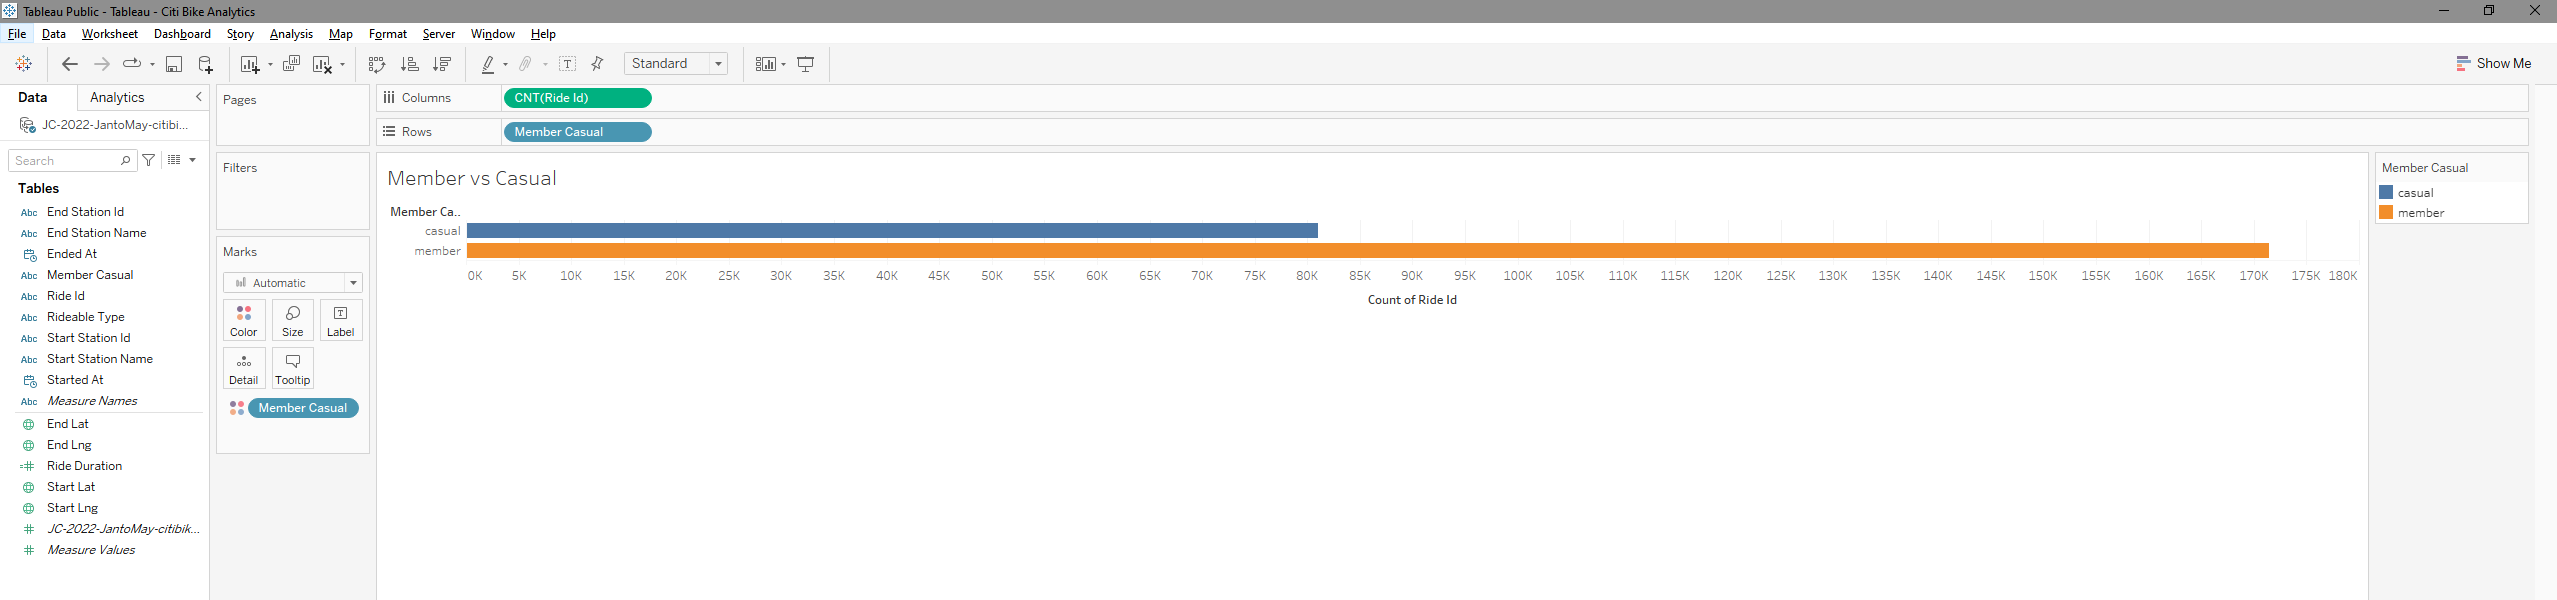 Tableau Public - Tableau - Citi Bike Analytics
File Data Worksheet Dashboard Story Analysis Map Format Server Window Help
Standard
Show Me
Data Analytics
JC-2022-JantoMay-citibi...
Search
Tables
Abc End Station Id
Abc End Station Name
Ended At
Abc Member Casual
Abc Ride Id
Abc Rideable Type
Abc Start Station Id
Abc Start Station Name
Started At
Abc Measure Names
End Lat
End Lng
=# Ride Duration
Start Lat
Start Lng
# JC-2022-JantoMay-citibik...
# Measure Values
Pages
Filters
Marks
Automatic
Color Size Label
Detail Tooltip
Member Casual
Columns CNT(Ride Id)
Rows Member Casual
Member vs Casual
Member Ca..
casual
member
0K 5K 10K 15K 20K 25K 30K 35K 40K 45K 50K 55K 60K 65K 70K 75K 80K 85K 90K 95K 100K 105K 110K 115K 120K 125K 130K 135K 140K 145K 150K 155K 160K 165K 170K 175K 180K
Count of Ride Id
Member Casual
casual
member